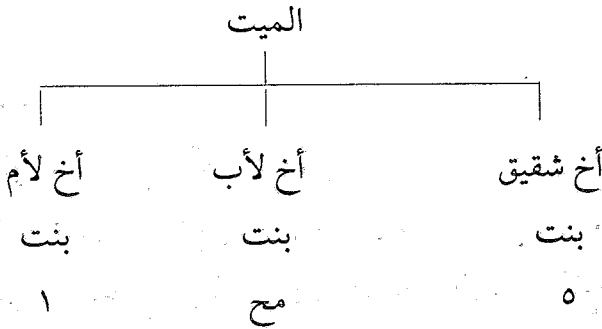 الميت
أخ شقيق أخ لأب أخ لأم
بنت بنت بنت
٥ مح ١